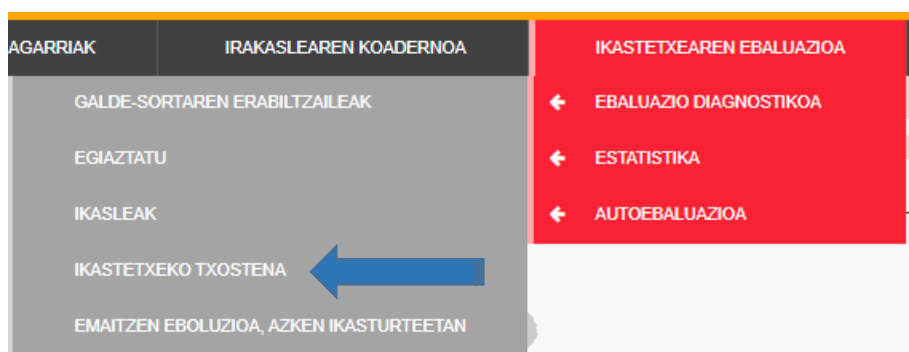 AGARRIAK IRAKASLEAREN KOADERNOA IKASTETXEAREN EBALUAZIOA
GALDE-SORTAREN ERABILTZAILEAK EBALUAZIO DIAGNOSTIKOA
EGIAZTATU ESTATISTIKA
IKASLEAK AUTOEBALUAZIOA
IKASTETXEKO TXOSTENA
EMAITZEN EBOLUZIOA, AZKEN IKASTURTEETAN